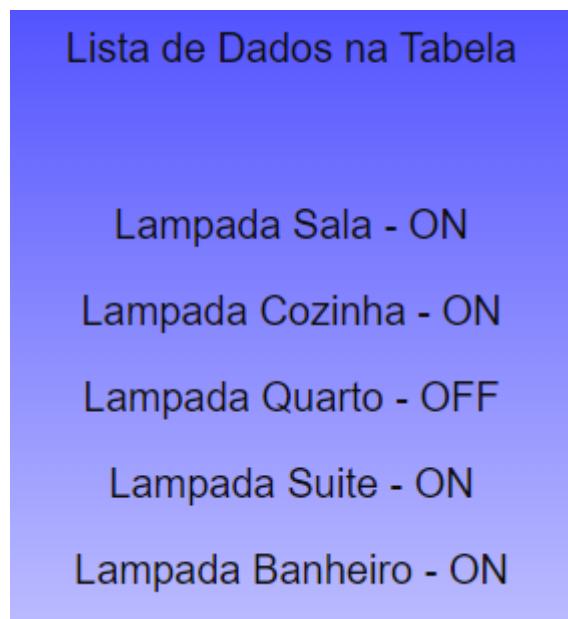 Lista de Dados na Tabela
Lampada Sala - ON
Lampada Cozinha - ON
Lampada Quarto - OFF
Lampada Suite - ON
Lampada Banheiro - ON